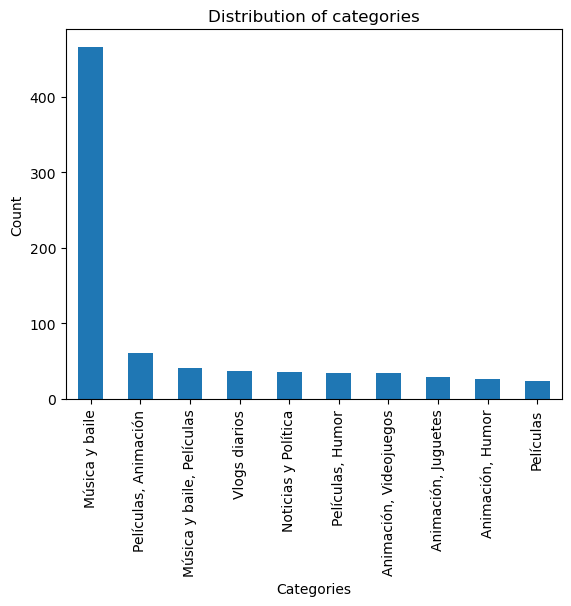 Distribution of categories
Count
400
300
200
100
0
Música y baile
Películas, Animación
Música y baile, Películas
Vlogs diarios
Noticias y Política
Películas, Humor
Animación, Videojuegos
Animación, Juguetes
Animación, Humor
Películas
Categories